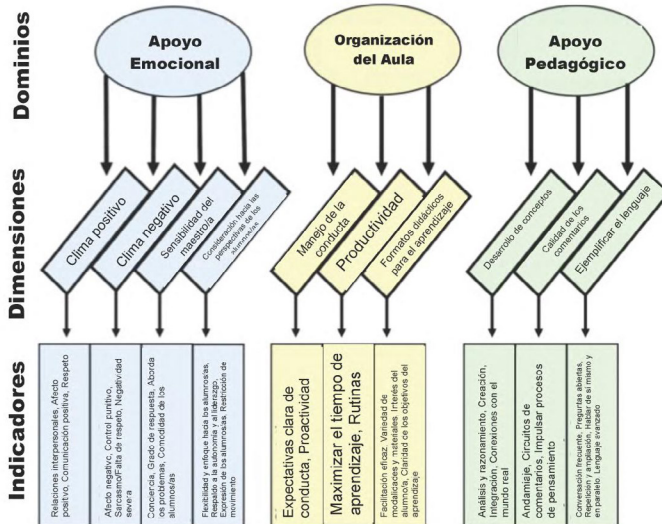 Dominios
Apoyo
Emocional
Organización
del Aula
Apoyo
Pedagógico
Dimensiones
Clima positivo
Clima negativo
Sensibilidad del
maestro/a
Consideración hacia las
perspectivas de los
alumnos/as
Manejo de la
conducta
Productividad
Formatos didácticos
para el aprendizaje
Desarrollo de conceptos
Calidad de los
comentarios
Ejemplificar el lenguaje
Indicadores
Relaciones interpersonales, Afecto
positivo, Comunicación positiva, Respeto
Afecto negativo, Control punitivo,
Sarcasmo/Falta de respeto, Negatividad
severa
Conciencia, Grado de respuesta, Aborda
los problemas, Comodidad de los
alumnos/as
Flexibilidad y enfoque hacia los alumnos/as,
Respaldo a la autonomía y al liderazgo,
Expresión de los alumnos/as, Restricción de
movimiento
Expectativas clara de
conducta, Proactividad
Maximizar el tiempo de
aprendizaje, Rutinas
Facilitación eficaz, Variedad de
modalidades y materiales, Interés del
alumno/a, Claridad de los objetivos del
aprendizaje
Análisis y razonamiento, Creación,
Integración, Conexiones con el
mundo real
Andamiaje, Circuitos de
comentarios, Impulsar procesos
de pensamiento
Conversación frecuente, Preguntas abiertas,
Repetición y ampliación, Hablar de si mismo y
en paralelo, Lenguaje avanzado